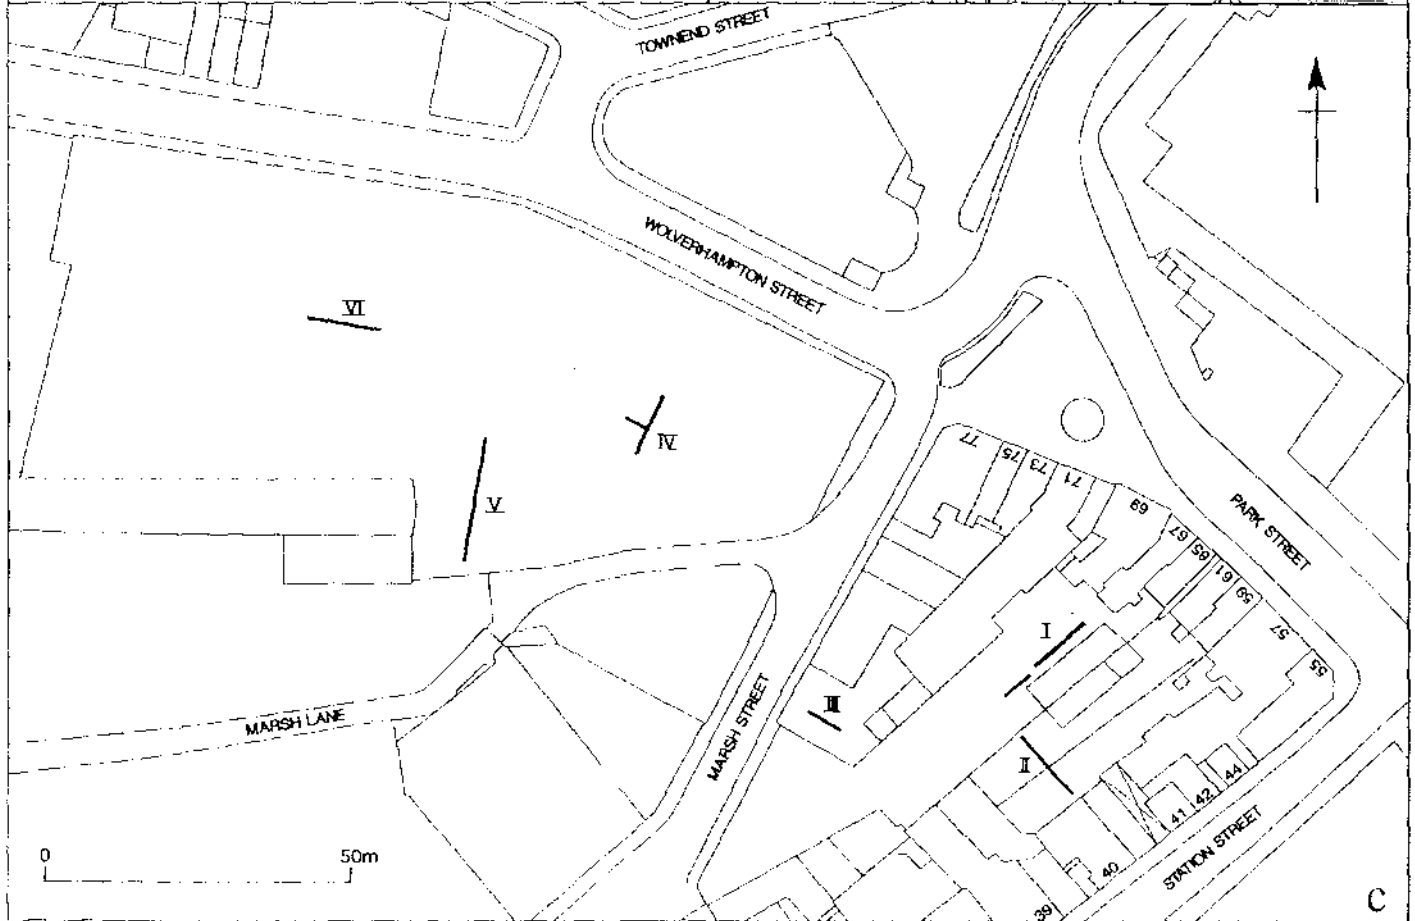 TOWNEND STREET
WOLVERHAMPTON STREET
VI
IV
V
77
75
73
71
69
67
65
61
59
57
55
PARK STREET
I
III
II
MARSH LANE
MARSH STREET
44
42
41
40
39
STATION STREET
0 50m
C